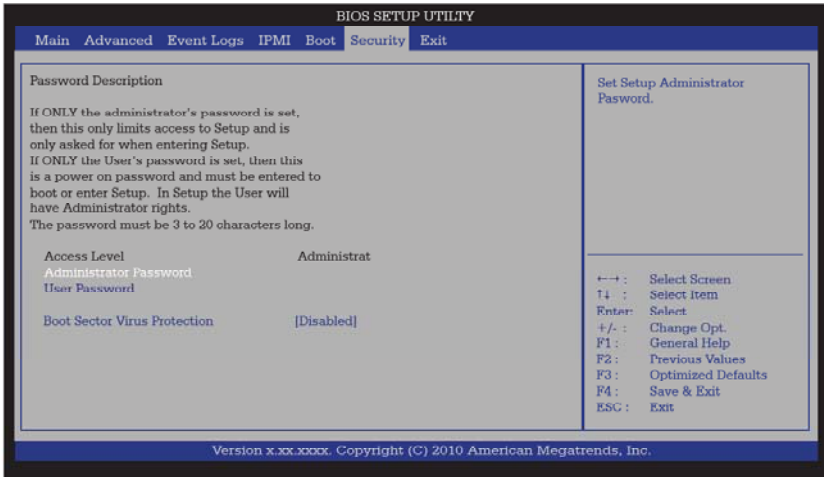 BIOS SETUP UTILTY
Main Advanced Event Logs IPMI Boot Security Exit
Password Description
If ONLY the administrator's password is set,
then this only limits access to Setup and is
only asked for when entering Setup.
If ONLY the User's password is set, then this
is a power on password and must be entered to
boot or enter Setup. In Setup the User will
have Administrator rights.
The password must be 3 to 20 characters long.
Access Level Administrat
Administrator Password
User Password
Boot Sector Virus Protection [Disabled]
Set Setup Administrator
Pasword.
←→ : Select Screen
↑↓ : Select Item
Enter: Select
+/- : Change Opt.
F1 : General Help
F2 : Previous Values
F3 : Optimized Defaults
F4 : Save & Exit
ESC : Exit
Version x.xx.xxxx. Copyright (C) 2010 American Megatrends, Inc.